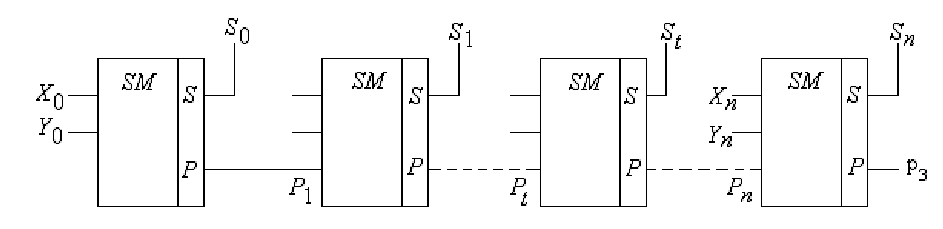 S0 S1 St Sn
SM SM SM SM
X0 S S S Xn S
Y0 Yn
P P P P p3
P1 Pt Pn